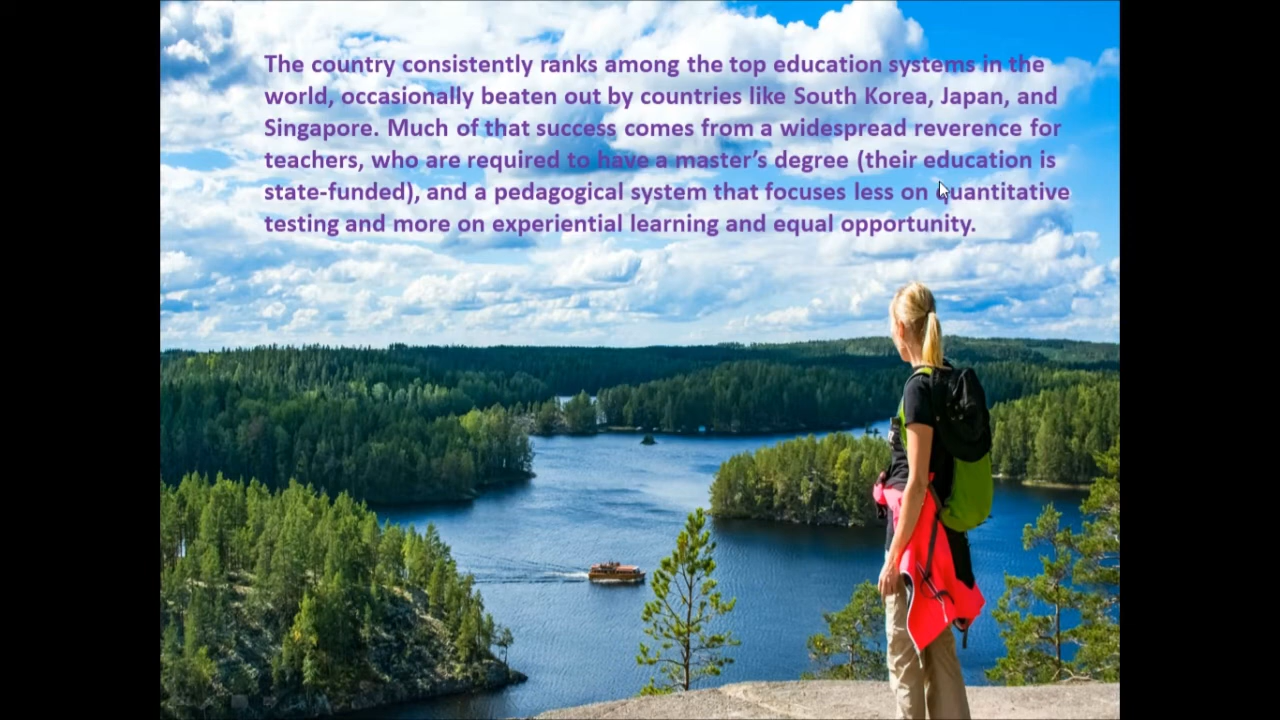 The country consistently ranks among the top education systems in the
world, occasionally beaten out by countries like South Korea, Japan, and
Singapore. Much of that success comes from a widespread reverence for
teachers, who are required to have a master’s degree (their education is
state-funded), and a pedagogical system that focuses less on quantitative
testing and more on experiential learning and equal opportunity.